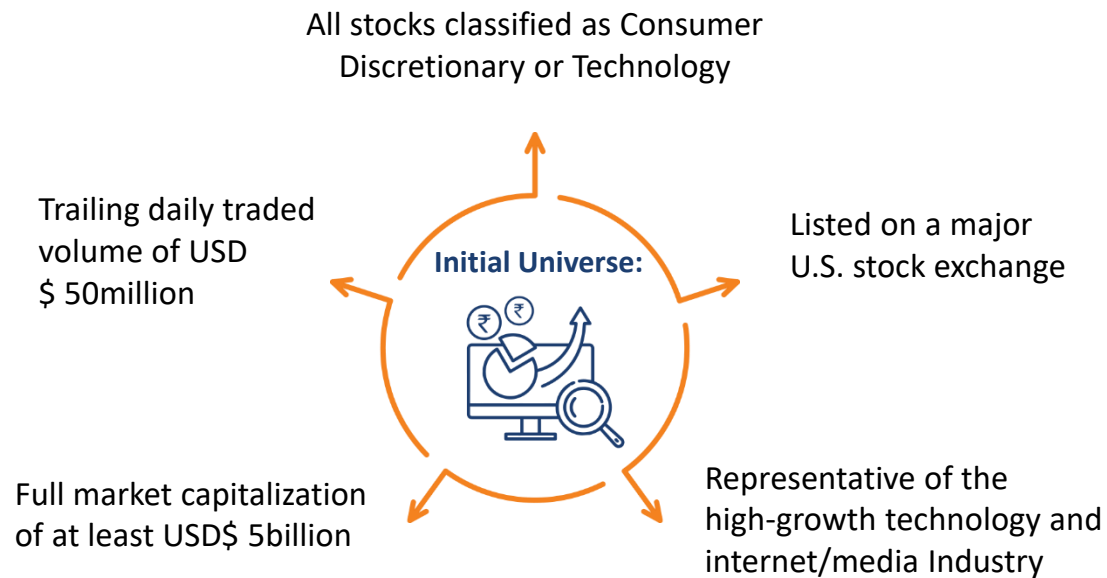 All stocks classified as Consumer
Discretionary or Technology
Trailing daily traded
volume of USD
$ 50million
Initial Universe:
Listed on a major
U.S. stock exchange
₹ ₹
Full market capitalization
of at least USD$ 5billion
Representative of the
high-growth technology and
internet/media Industry